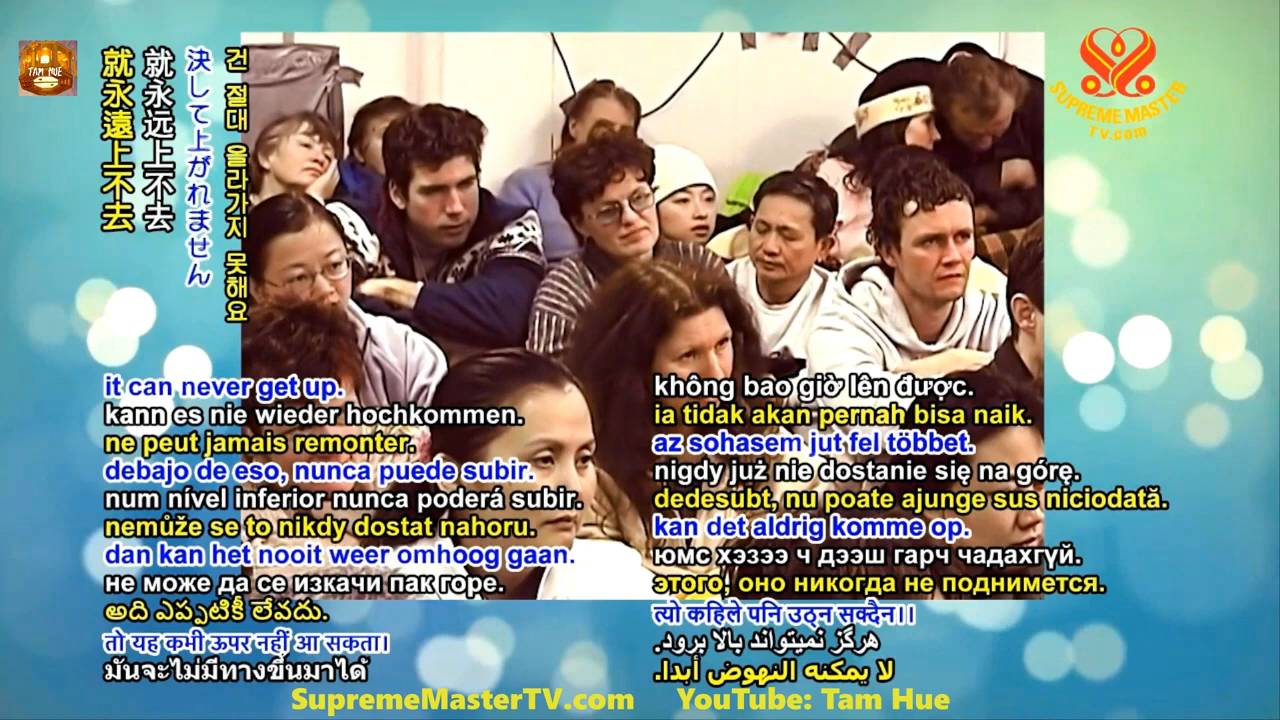 TAM HUE
就永遠上不去
就永远上不去
決して上がれません
건 절대 올라가지 못해요
SUPREME MASTER
TV.com
it can never get up.
kann es nie wieder hochkommen.
ne peut jamais remonter.
debajo de eso, nunca puede subir.
num nível inferior nunca poderá subir.
nemůže se to nikdy dostat nahoru.
dan kan het nooit weer omhoog gaan.
не може да се изкачи пак горе.
అది ఎప్పటికీ లేవదు.
तो यह कभी ऊपर नहीं आ सकता।
มันจะไม่มีทางขึ้นมาได้
không bao giờ lên được.
ia tidak akan pernah bisa naik.
az sohasem jut fel többet.
nigdy już nie dostanie się na górę.
dedesubt, nu poate ajunge sus niciodată.
kan det aldrig komme op.
юмс хэзээ ч дээш гарч чадахгүй.
этого, оно никогда не поднимется.
त्यो कहिले पनि उठ्न सक्दैन।।
هرگز نمیتواند بالا برود.
لا يمكنه النهوض أبدا.
SupremeMasterTV.com YouTube: Tam Hue